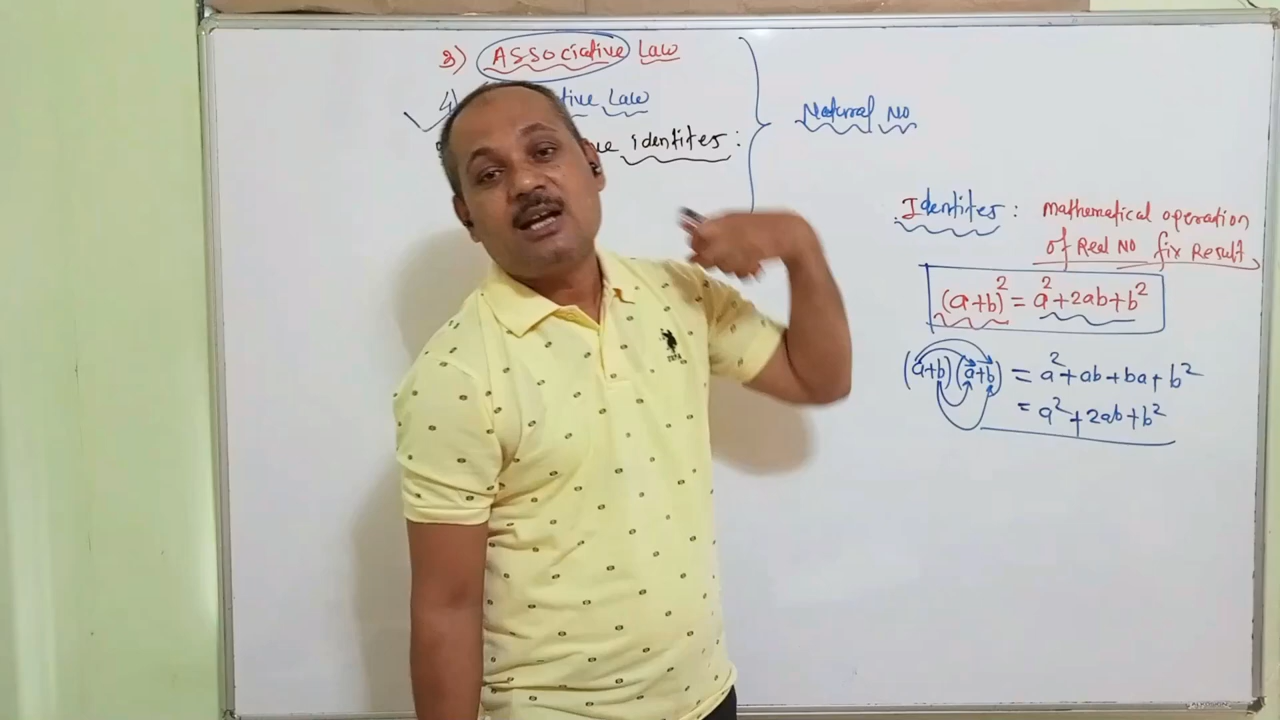 3) Associative Law
4) Law
identites:
Natural No
Identites: Mathematical operation
of Real No fix Result
(a+b)² = a²+2ab+b²
(a+b)(a+b) = a²+ab+ba+b²
= a²+2ab+b²